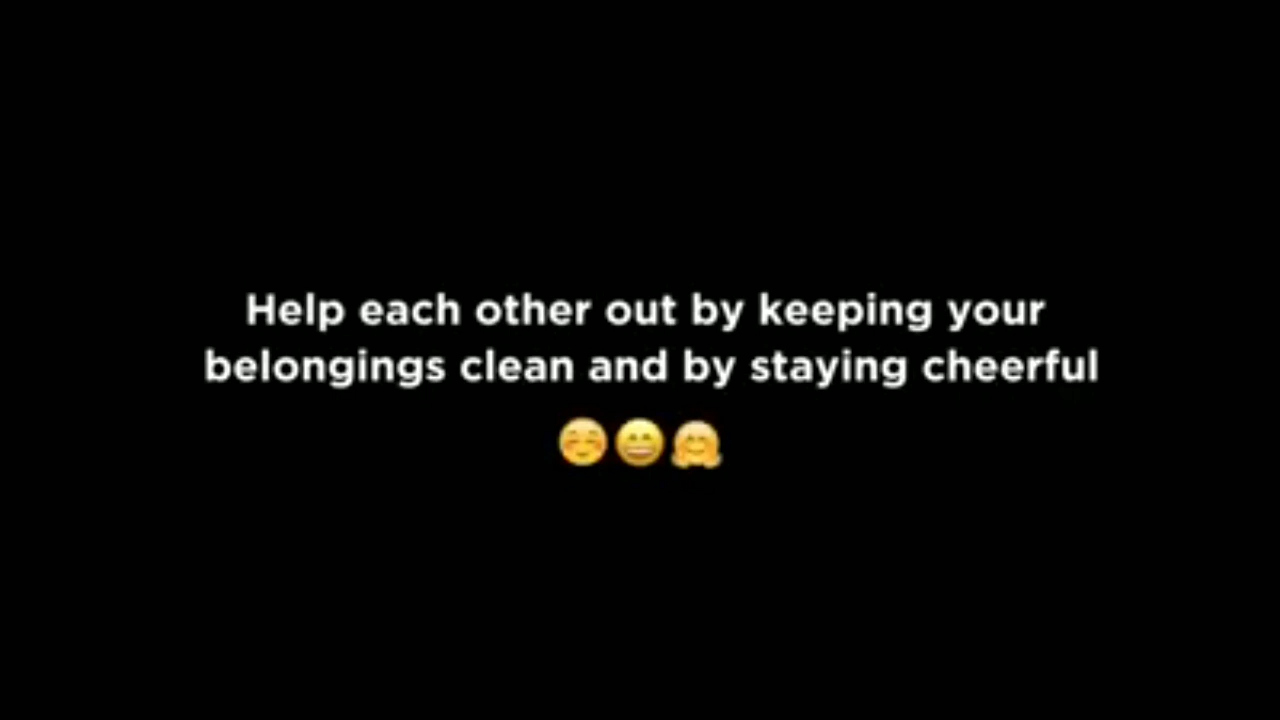 Help each other out by keeping your
belongings clean and by staying cheerful
☺️😄🤗